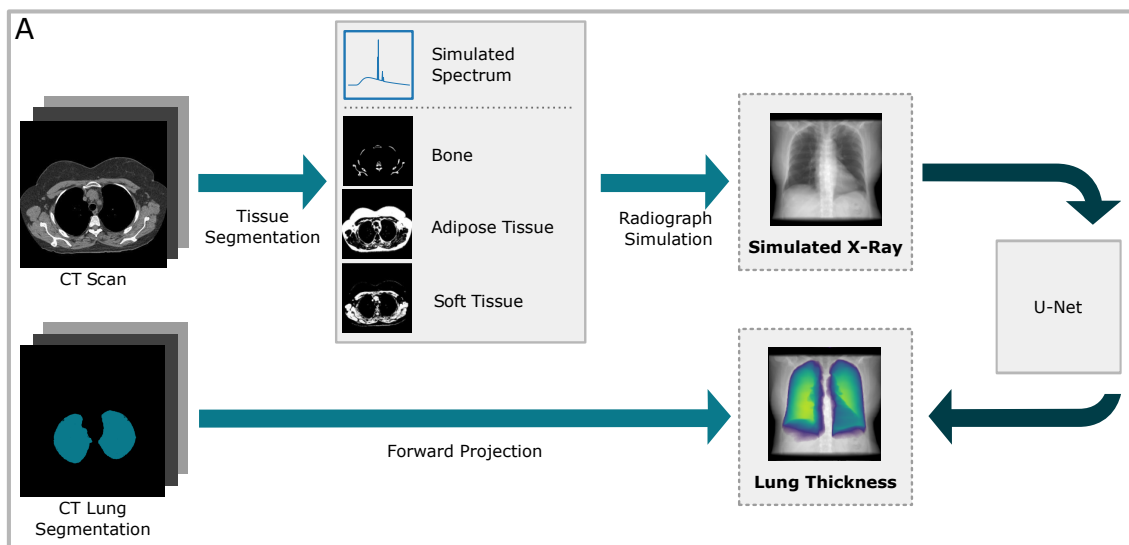 A
Simulated
Spectrum
Bone
Adipose Tissue
Soft Tissue
CT Scan
Tissue
Segmentation
Radiograph
Simulation
Simulated X-Ray
U-Net
CT Lung
Segmentation
Forward Projection
Lung Thickness